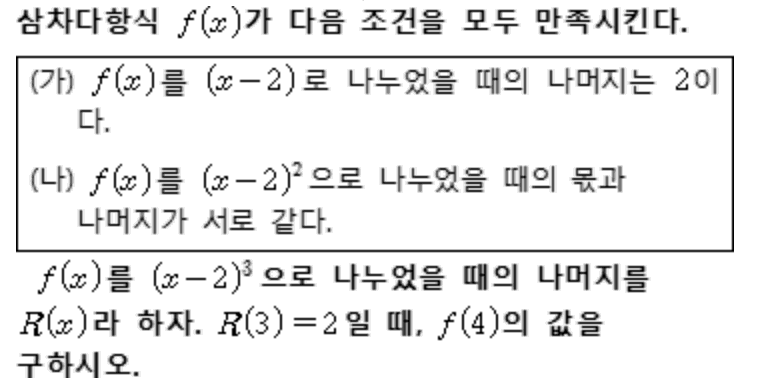 삼차다항식 f(x)가 다음 조건을 모두 만족시킨다.
(가) f(x)를 (x-2)로 나누었을 때의 나머지는 2이
다.
(나) f(x)를 (x-2)²으로 나누었을 때의 몫과
나머지가 서로 같다.
f(x)를 (x-2)³으로 나누었을 때의 나머지를
R(x)라 하자. R(3)=2일 때, f(4)의 값을
구하시오.